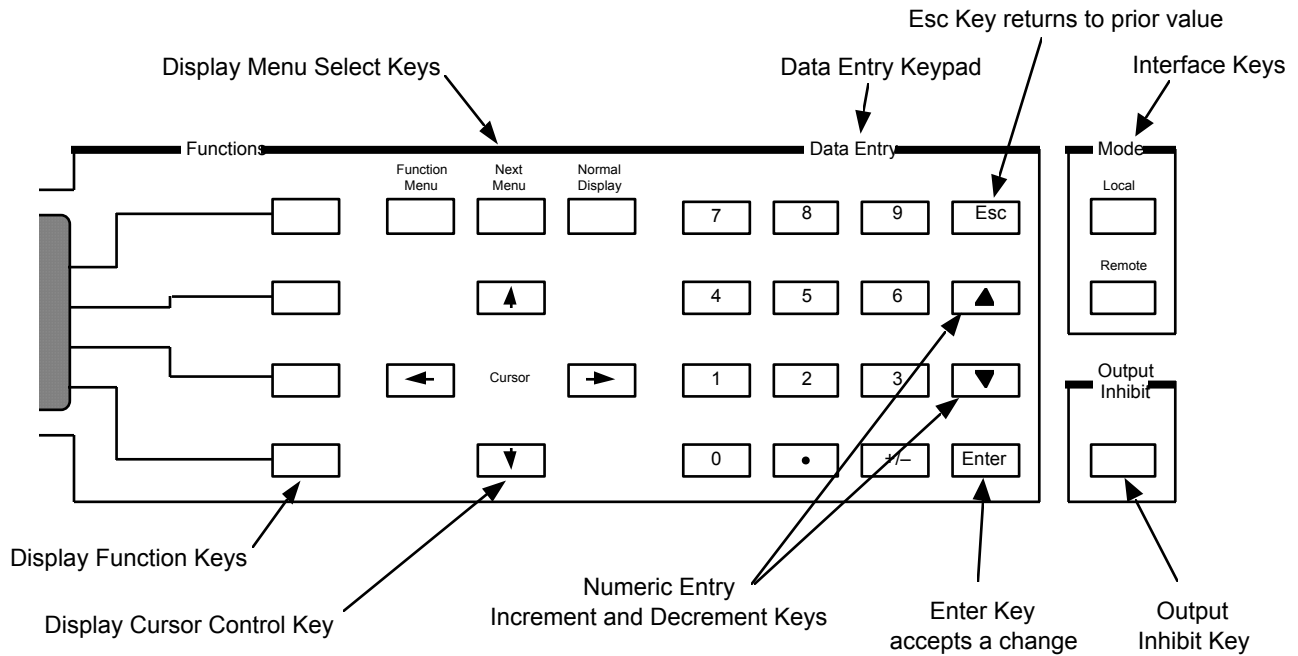 Esc Key returns to prior value
Display Menu Select Keys
Data Entry Keypad
Interface Keys
Functions
Data Entry
Mode
Function
Menu
Next
Menu
Normal
Display
Local
7
8
9
Esc
Remote
4
5
6
Cursor
1
2
3
Output
Inhibit
0
+/–
Enter
Display Function Keys
Display Cursor Control Key
Numeric Entry
Increment and Decrement Keys
Enter Key
accepts a change
Output
Inhibit Key